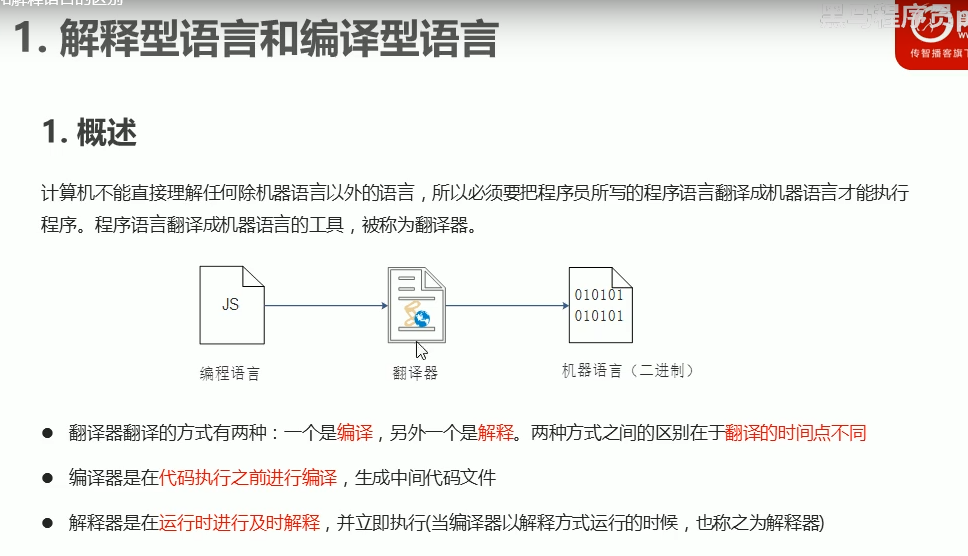 1. 解释型语言和编译型语言
黑马程序员
传智播客旗下
1. 概述
计算机不能直接理解任何除机器语言以外的语言，所以必须要把程序员所写的程序语言翻译成机器语言才能执行
程序。程序语言翻译成机器语言的工具，被称为翻译器。
JS
010101
010101
编程语言
翻译器
机器语言（二进制）
● 翻译器翻译的方式有两种：一个是编译，另外一个是解释。两种方式之间的区别在于翻译的时间点不同
● 编译器是在代码执行之前进行编译，生成中间代码文件
● 解释器是在运行时进行及时解释，并立即执行(当编译器以解释方式运行的时候，也称之为解释器)